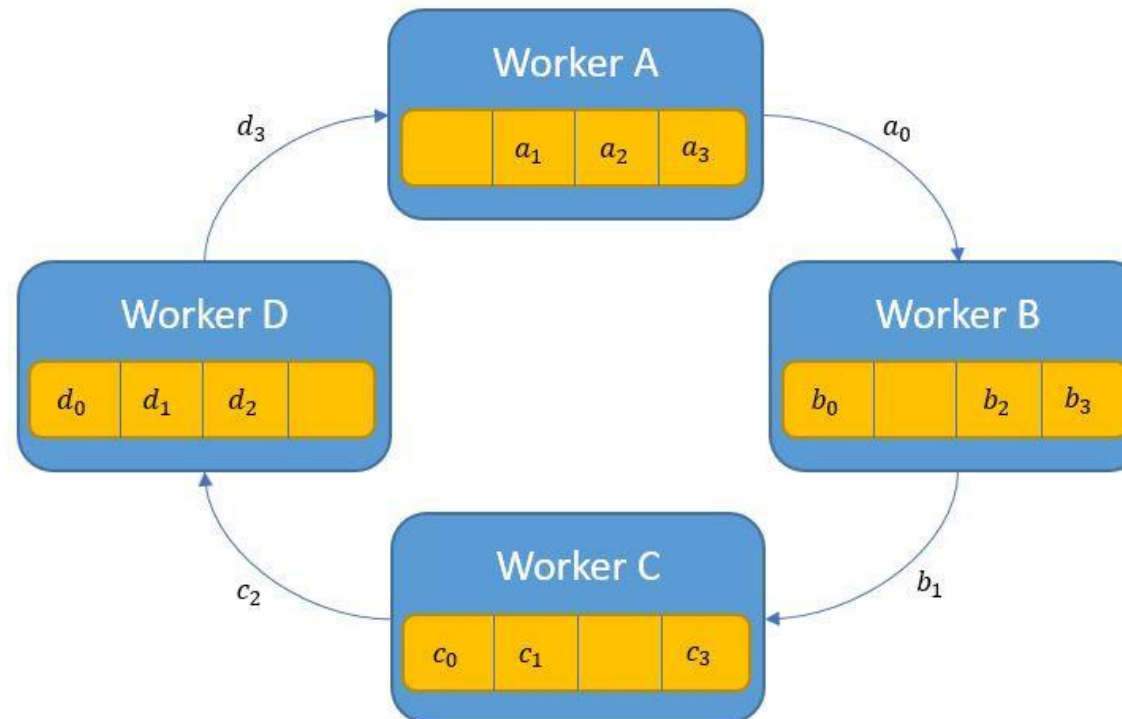 Worker A
a₁ a₂ a₃
d₃
a₀
Worker D
d₀ d₁ d₂
Worker B
b₀ b₂ b₃
Worker C
c₀ c₁ c₃
c₂
b₁